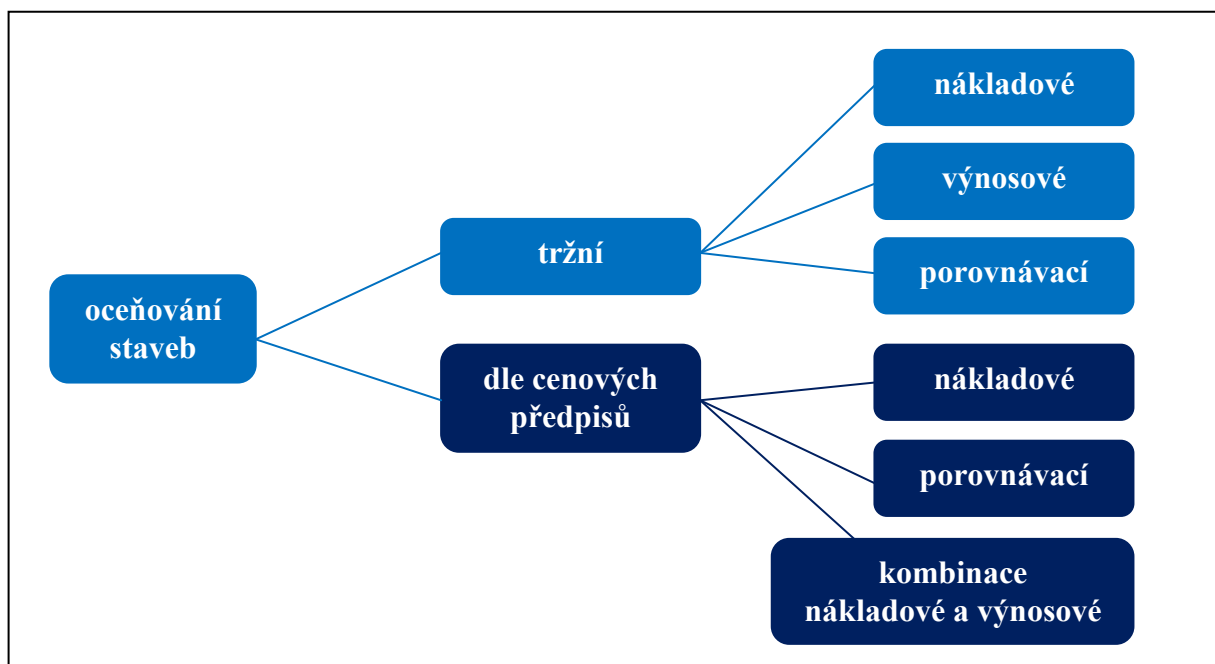 oceňování
staveb
tržní
nákladové
výnosové
porovnávací
dle cenových
předpisů
nákladové
porovnávací
kombinace
nákladové a výnosové